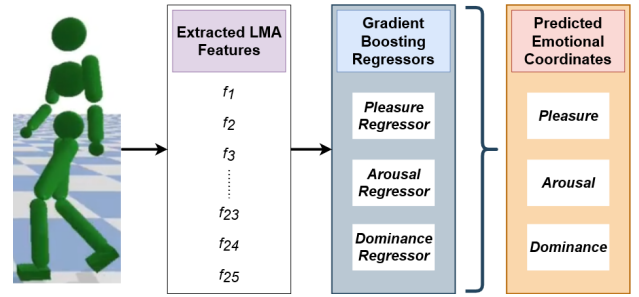 Extracted LMA
Features
f1
f2
f3
f23
f24
f25
Gradient
Boosting
Regressors
Pleasure
Regressor
Arousal
Regressor
Dominance
Regressor
Predicted
Emotional
Coordinates
Pleasure
Arousal
Dominance